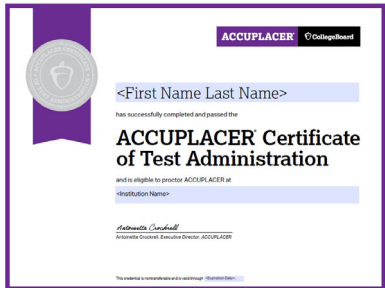 ACCUPLACER® CollegeBoard
<First Name Last Name>
has successfully completed and passed the
ACCUPLACER® Certificate
of Test Administration
and is eligible to proctor ACCUPLACER at
<Institution Name>
Antoinette Crockrell
Antoinette Crockrell, Executive Director, ACCUPLACER
This credential is nontransferable and is valid through <Expiration Date>.